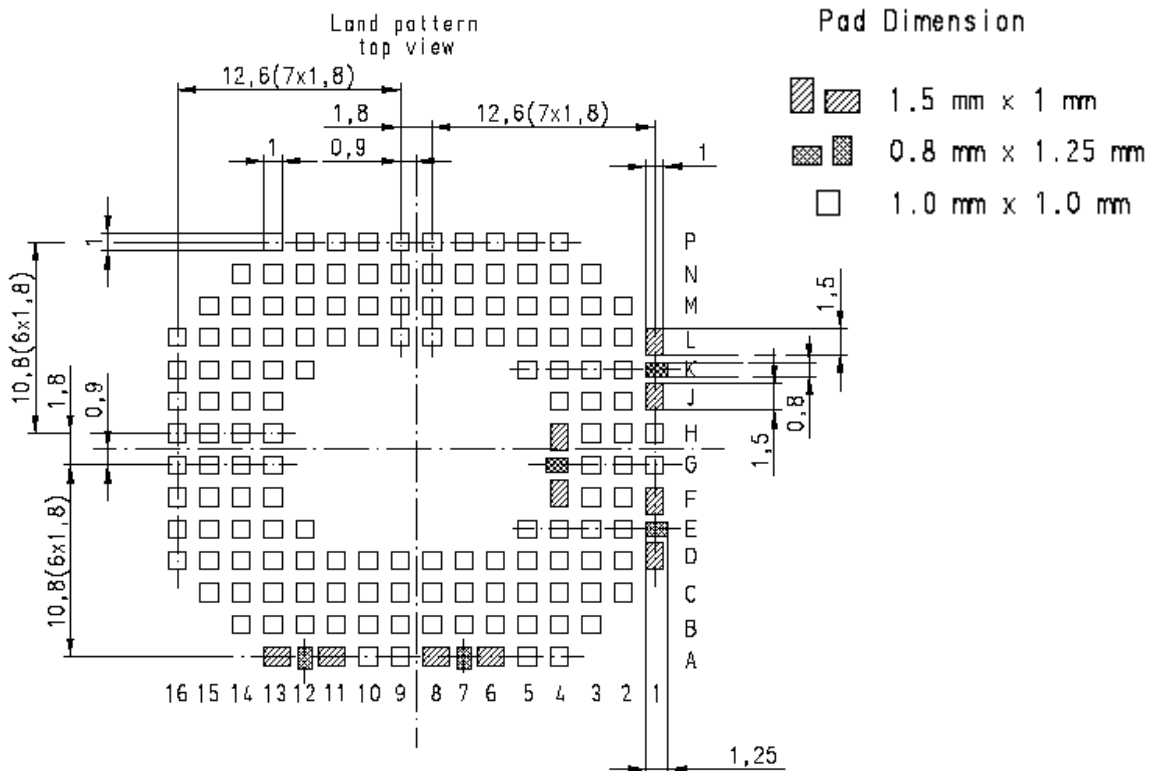 Land pattern
top view
Pad Dimension
12,6(7x1,8)
1.5 mm x 1 mm
1,8
12,6(7x1,8)
1
0,9
1
0.8 mm x 1.25 mm
1.0 mm x 1.0 mm
1
P
N
M
L
K
J
H
G
F
E
D
C
B
A
1,5
0,8
1,5
10,8(6x1,8)
1,8
0,9
10,8(6x1,8)
16 15 14 13 12 11 10 9 8 7 6 5 4 3 2 1
1,25